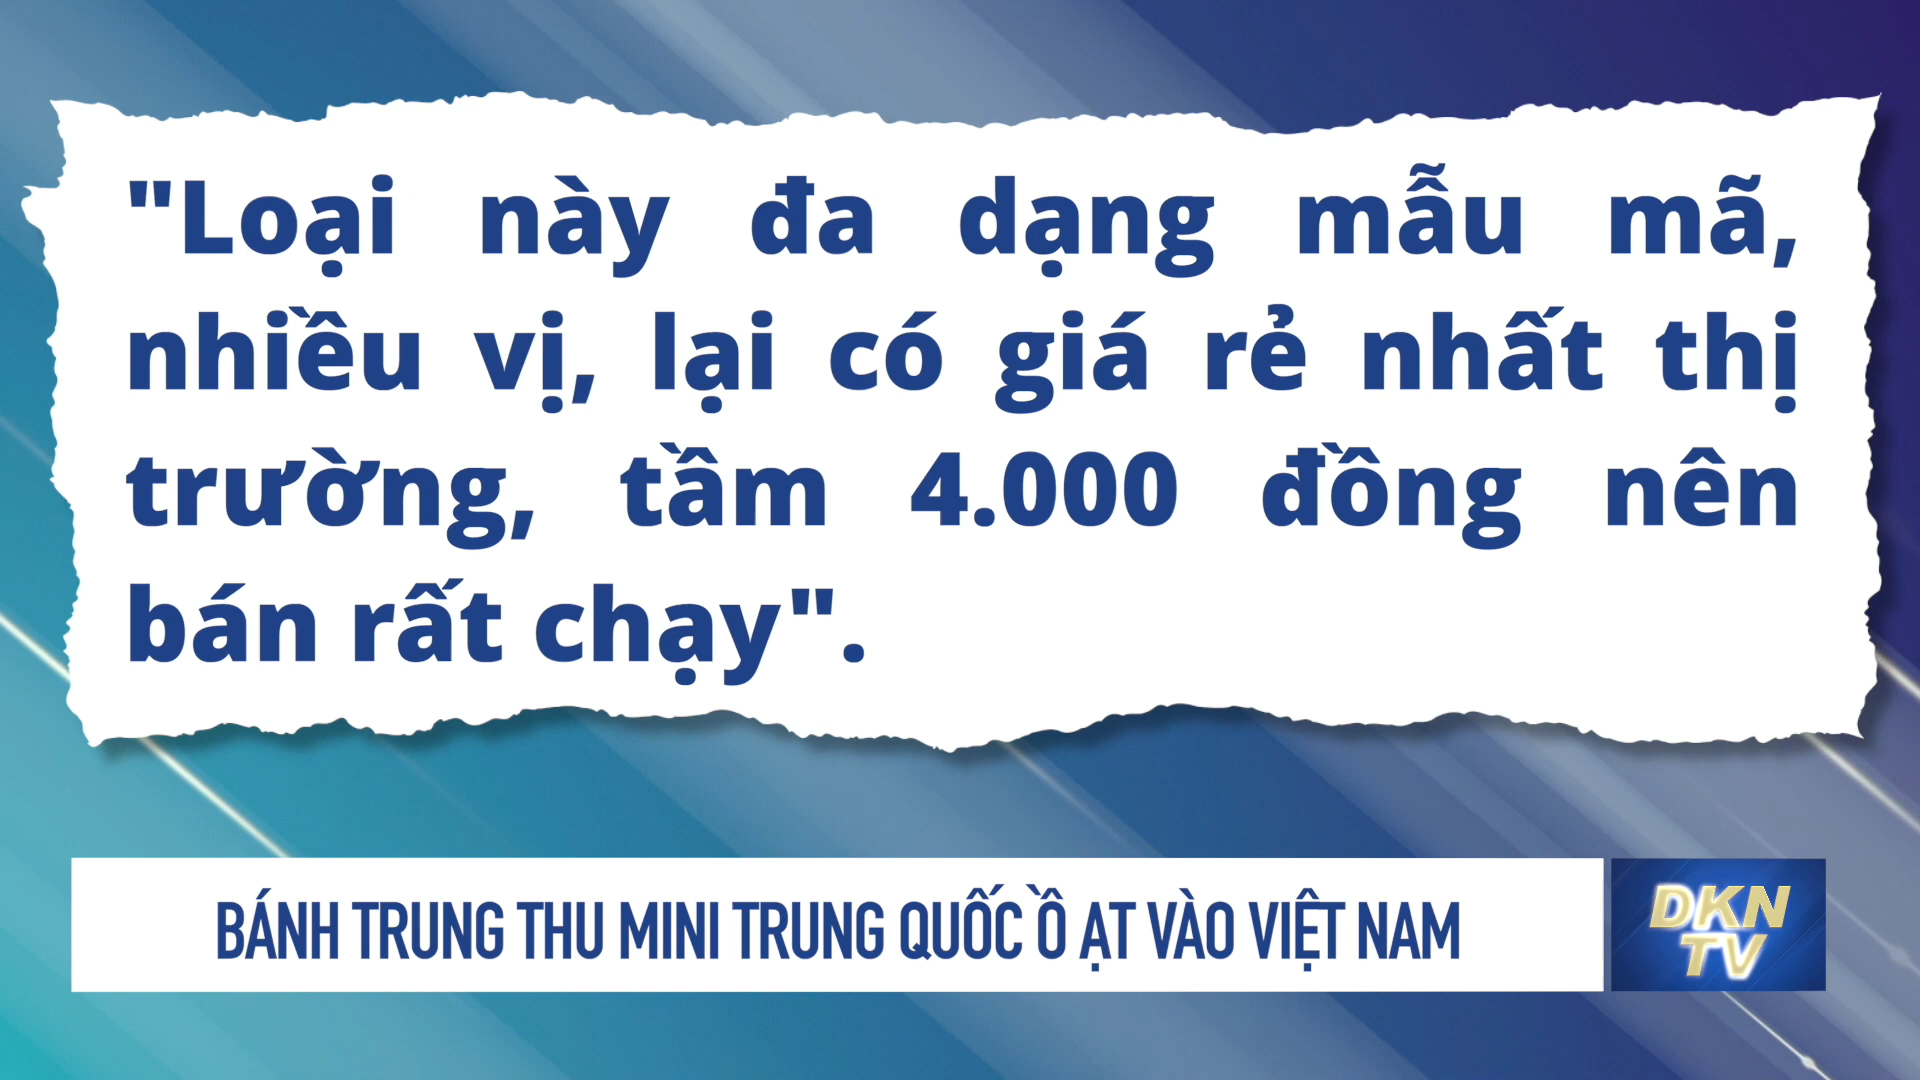 "Loại này đa dạng mẫu mã,
nhiều vị, lại có giá rẻ nhất thị
trường, tầm 4.000 đồng nên
bán rất chạy".
BÁNH TRUNG THU MINI TRUNG QUỐC Ồ ẠT VÀO VIỆT NAM
DKN
TV